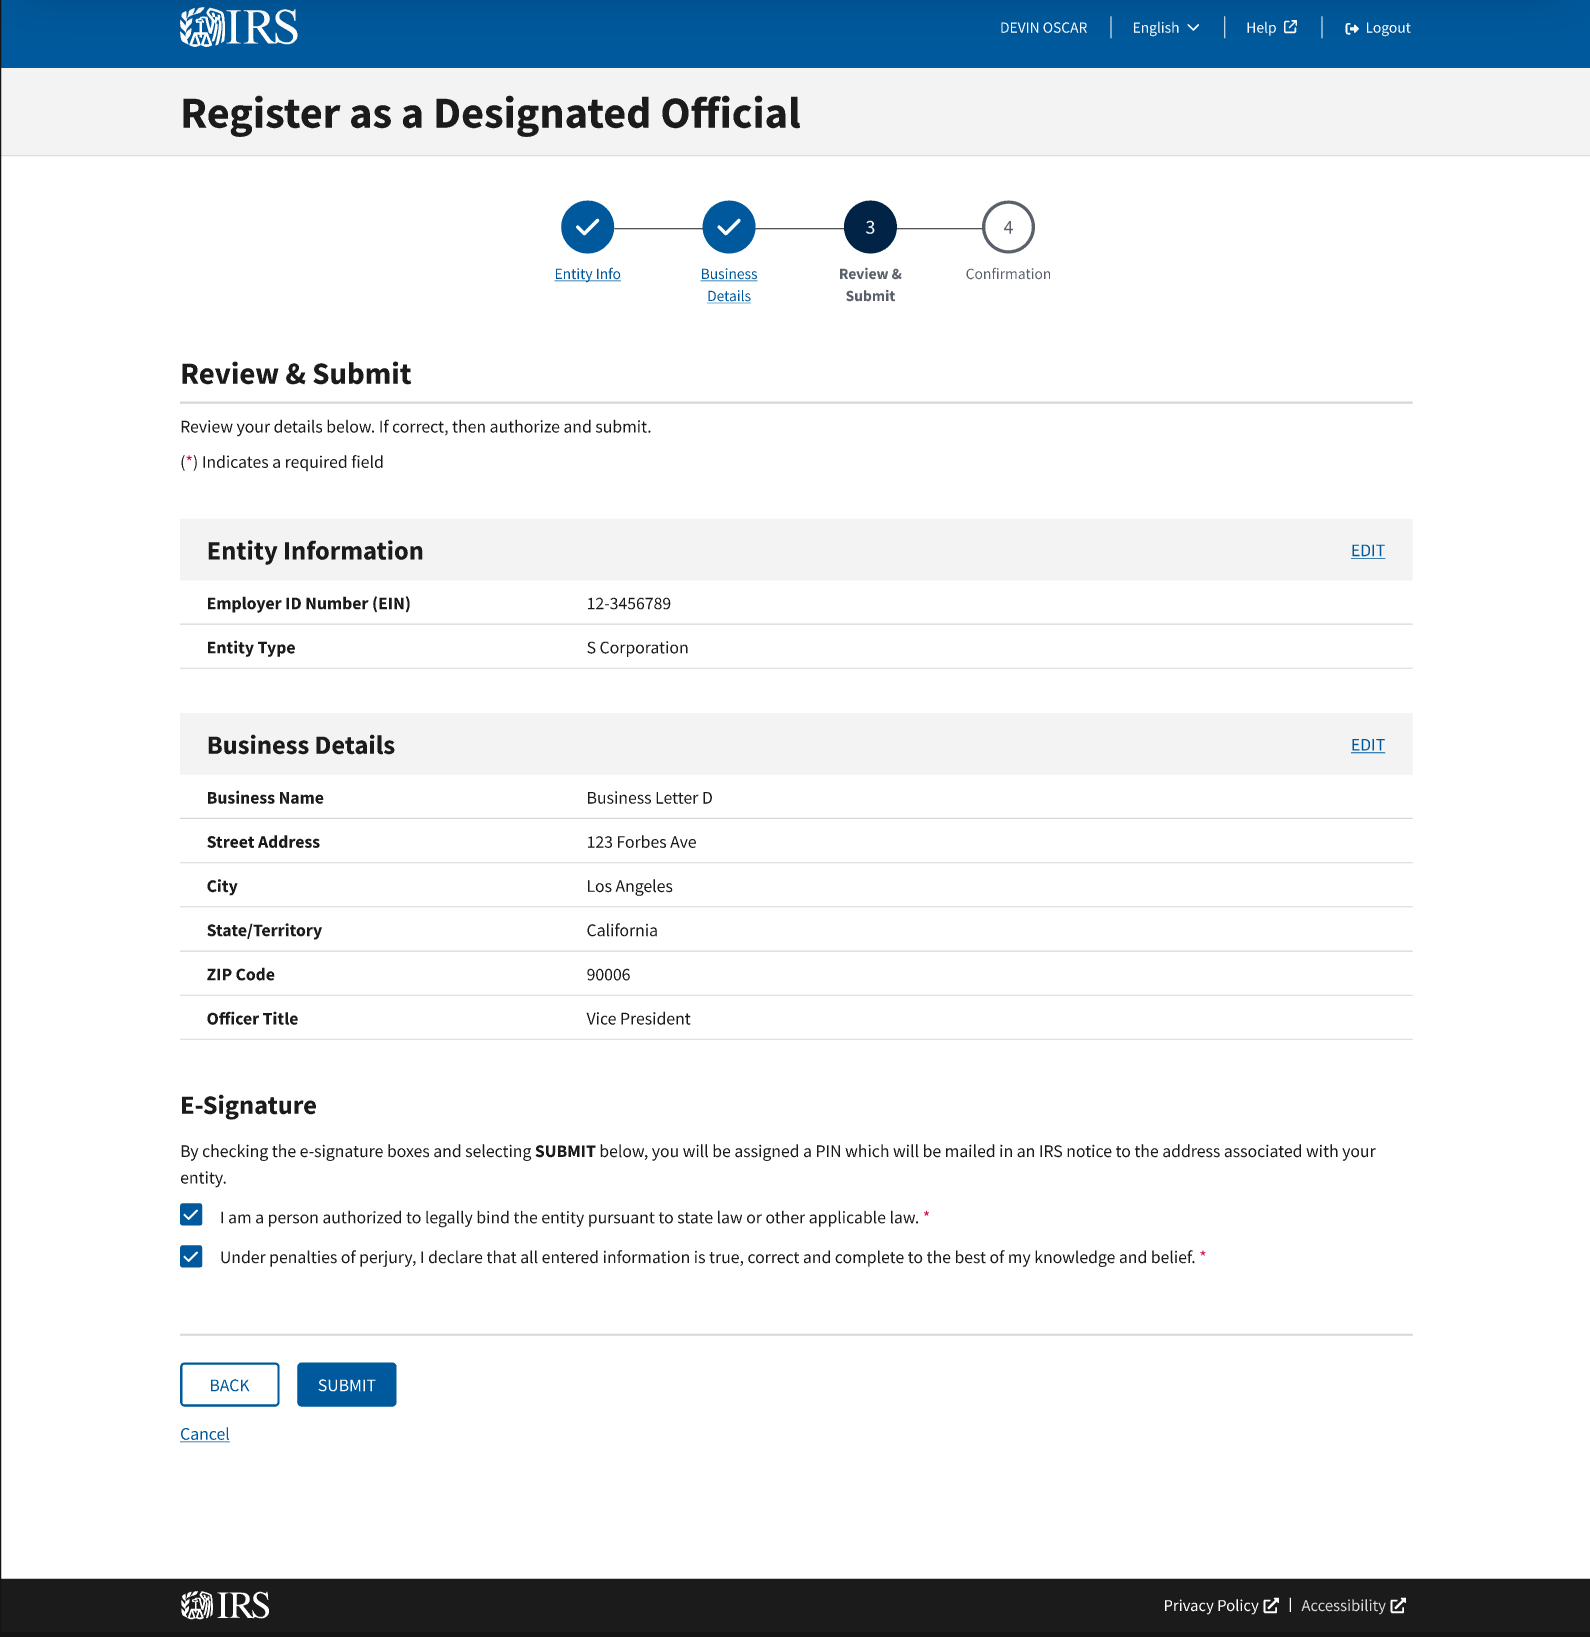 IRS
DEVIN OSCAR
English
Help
Logout
Register as a Designated Official
3
4
Entity Info
Business
Details
Review &
Submit
Confirmation
Review & Submit
Review your details below. If correct, then authorize and submit.
(*) Indicates a required field
Entity Information EDIT
Employer ID Number (EIN) 12-3456789
Entity Type S Corporation
Business Details EDIT
Business Name Business Letter D
Street Address 123 Forbes Ave
City Los Angeles
State/Territory California
ZIP Code 90006
Officer Title Vice President
E-Signature
By checking the e-signature boxes and selecting SUBMIT below, you will be assigned a PIN which will be mailed in an IRS notice to the address associated with your
entity.
I am a person authorized to legally bind the entity pursuant to state law or other applicable law. *
Under penalties of perjury, I declare that all entered information is true, correct and complete to the best of my knowledge and belief. *
BACK SUBMIT
Cancel
IRS
Privacy Policy | Accessibility